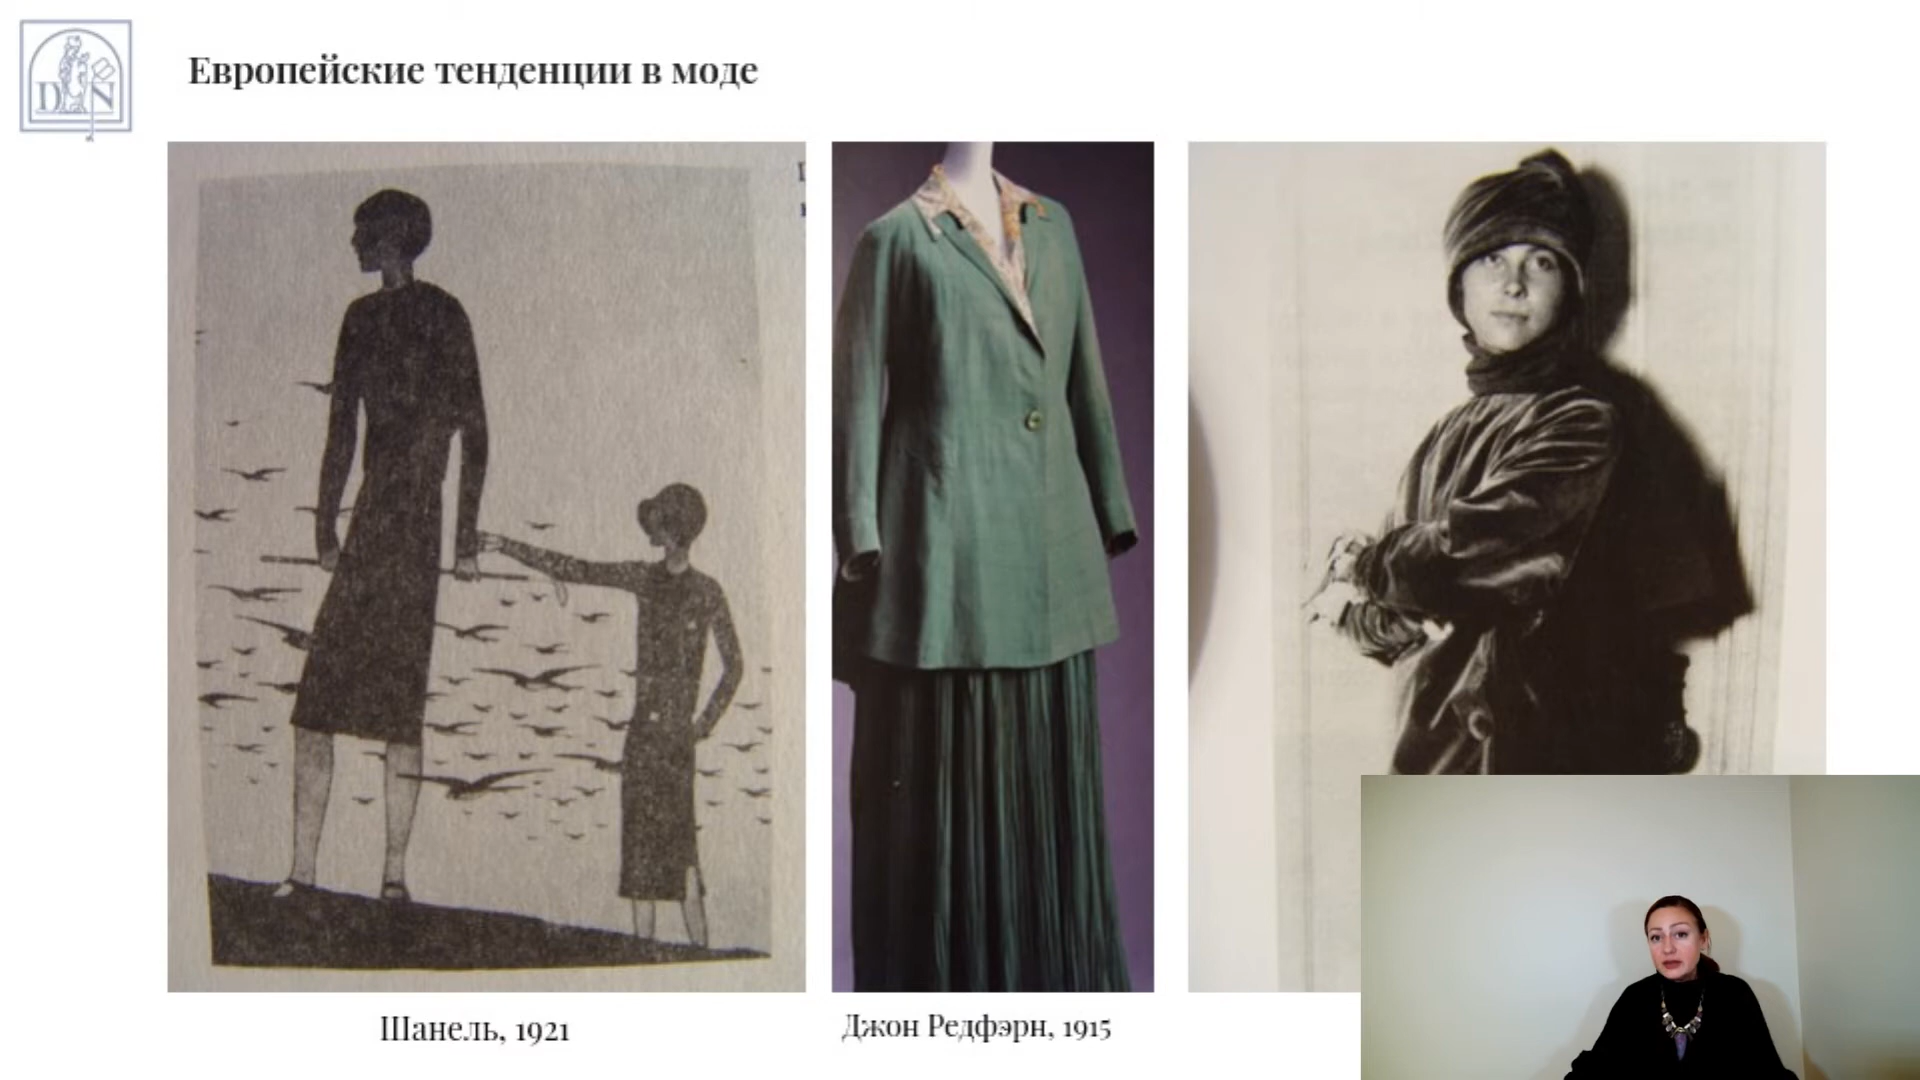 Европейские тенденции в моде
D N
Шанель, 1921
Джон Редфэрн, 1915